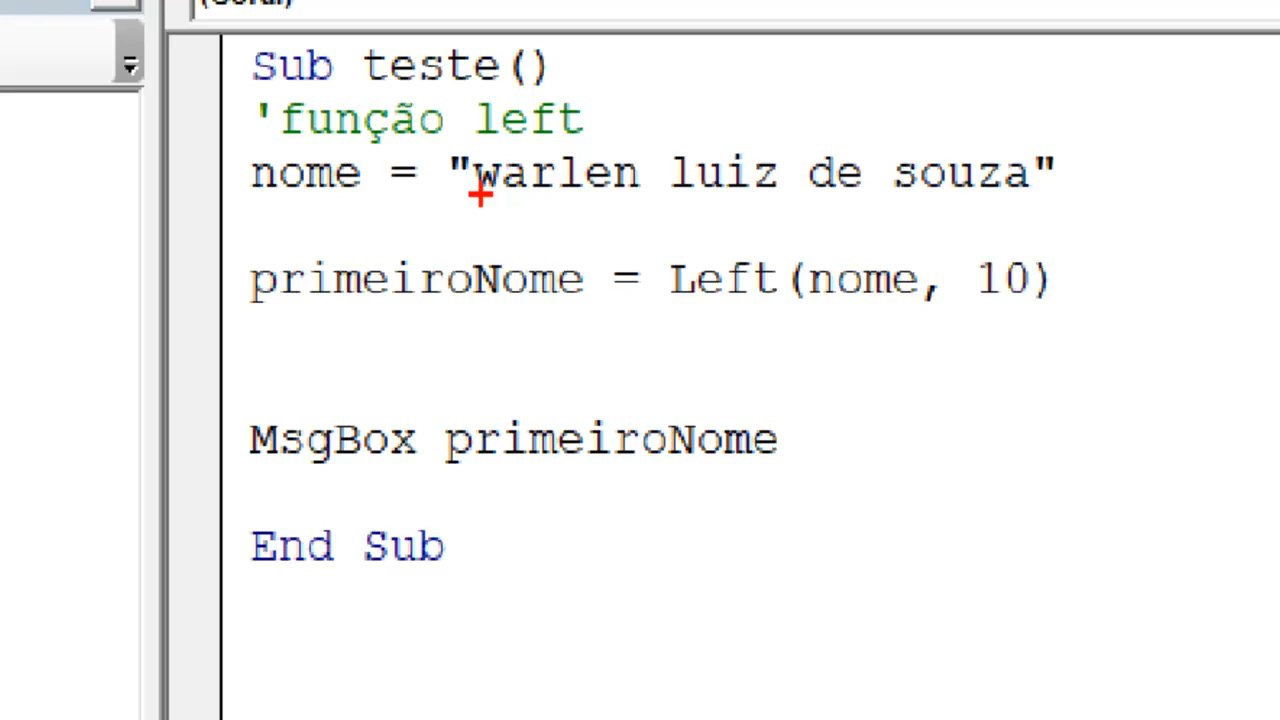 Sub teste()
'função left
nome = "warlen luiz de souza"
primeiroNome = Left(nome, 10)
MsgBox primeiroNome
End Sub